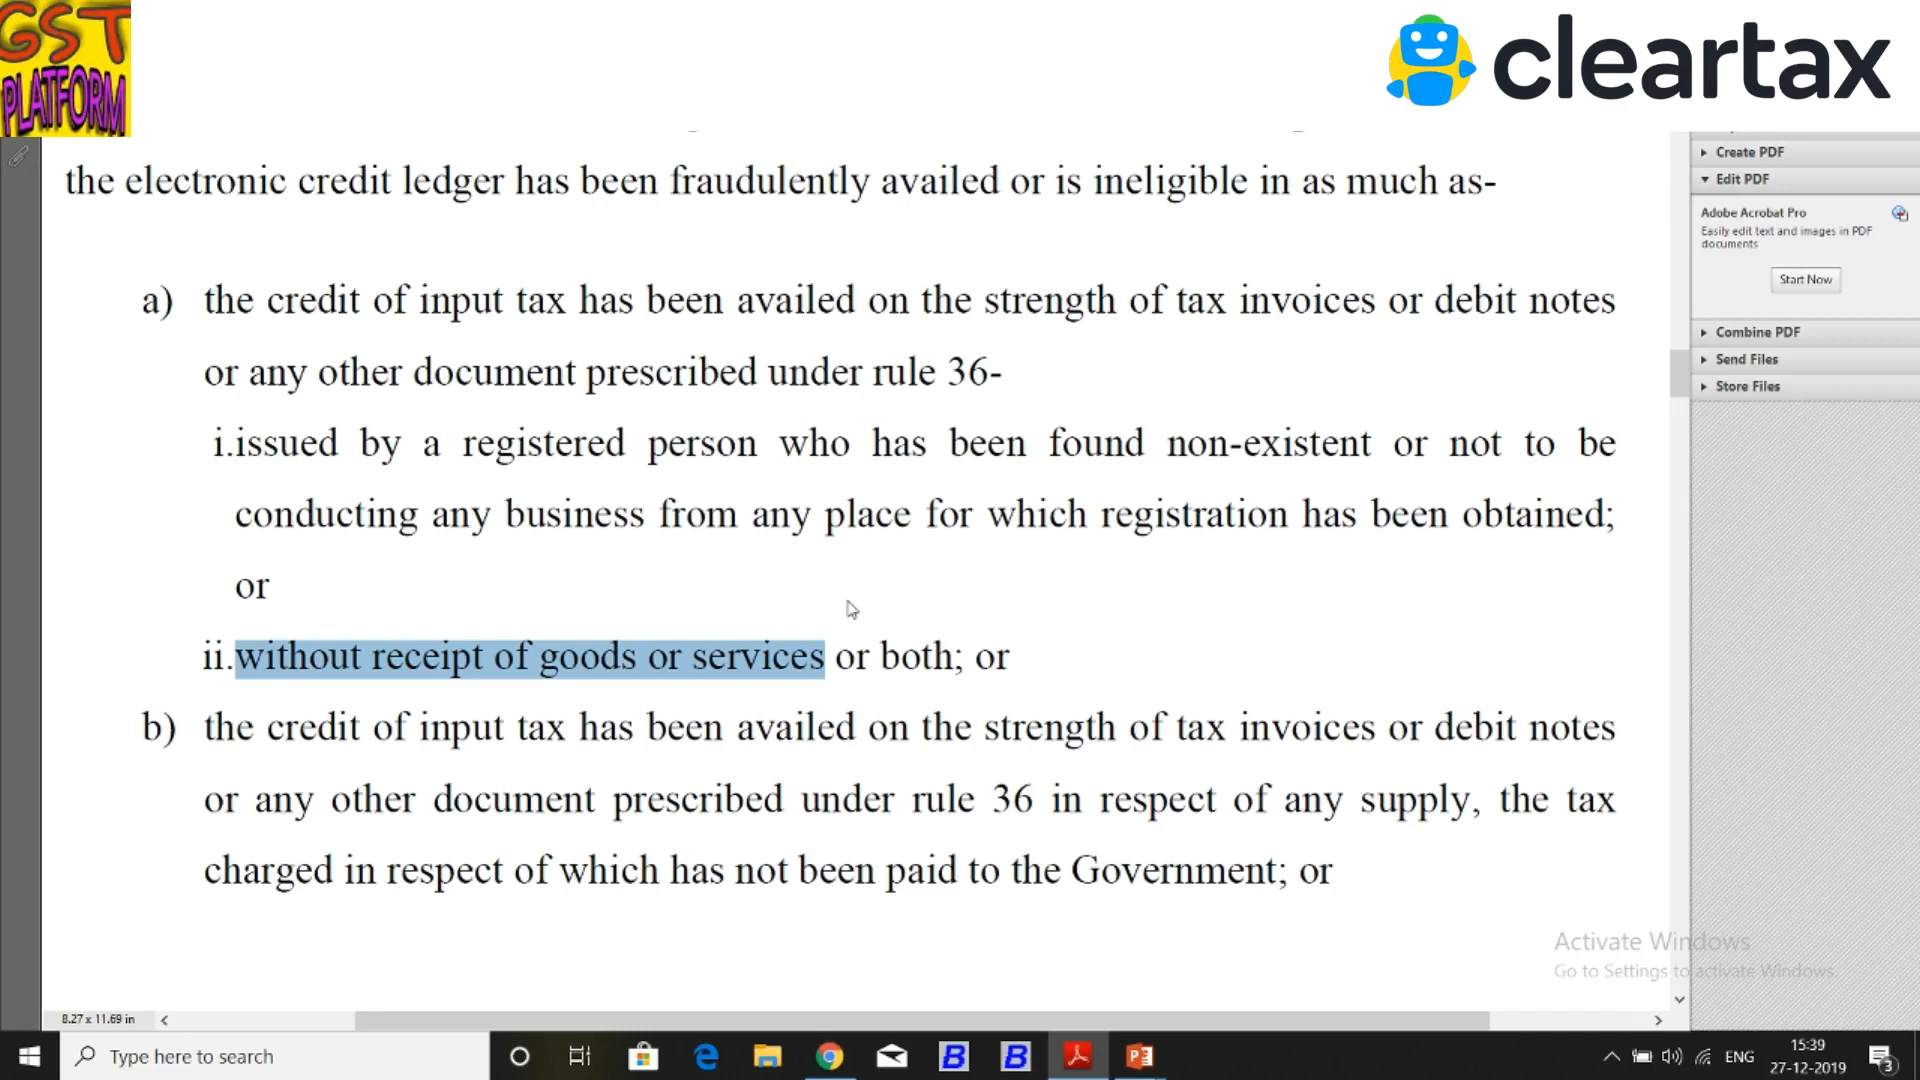 GST
PLATFORM
cleartax
the electronic credit ledger has been fraudulently availed or is ineligible in as much as-
a) the credit of input tax has been availed on the strength of tax invoices or debit notes
or any other document prescribed under rule 36-
i.issued by a registered person who has been found non-existent or not to be
conducting any business from any place for which registration has been obtained;
or
ii.without receipt of goods or services or both; or
b) the credit of input tax has been availed on the strength of tax invoices or debit notes
or any other document prescribed under rule 36 in respect of any supply, the tax
charged in respect of which has not been paid to the Government; or
Create PDF
Edit PDF
Adobe Acrobat Pro
Easily edit text and images in PDF
documents
Start Now
Combine PDF
Send Files
Store Files
Activate Windows
Go to Settings to activate Windows.
8.27 x 11.69 in
Type here to search
ENG
15:39
27-12-2019
3